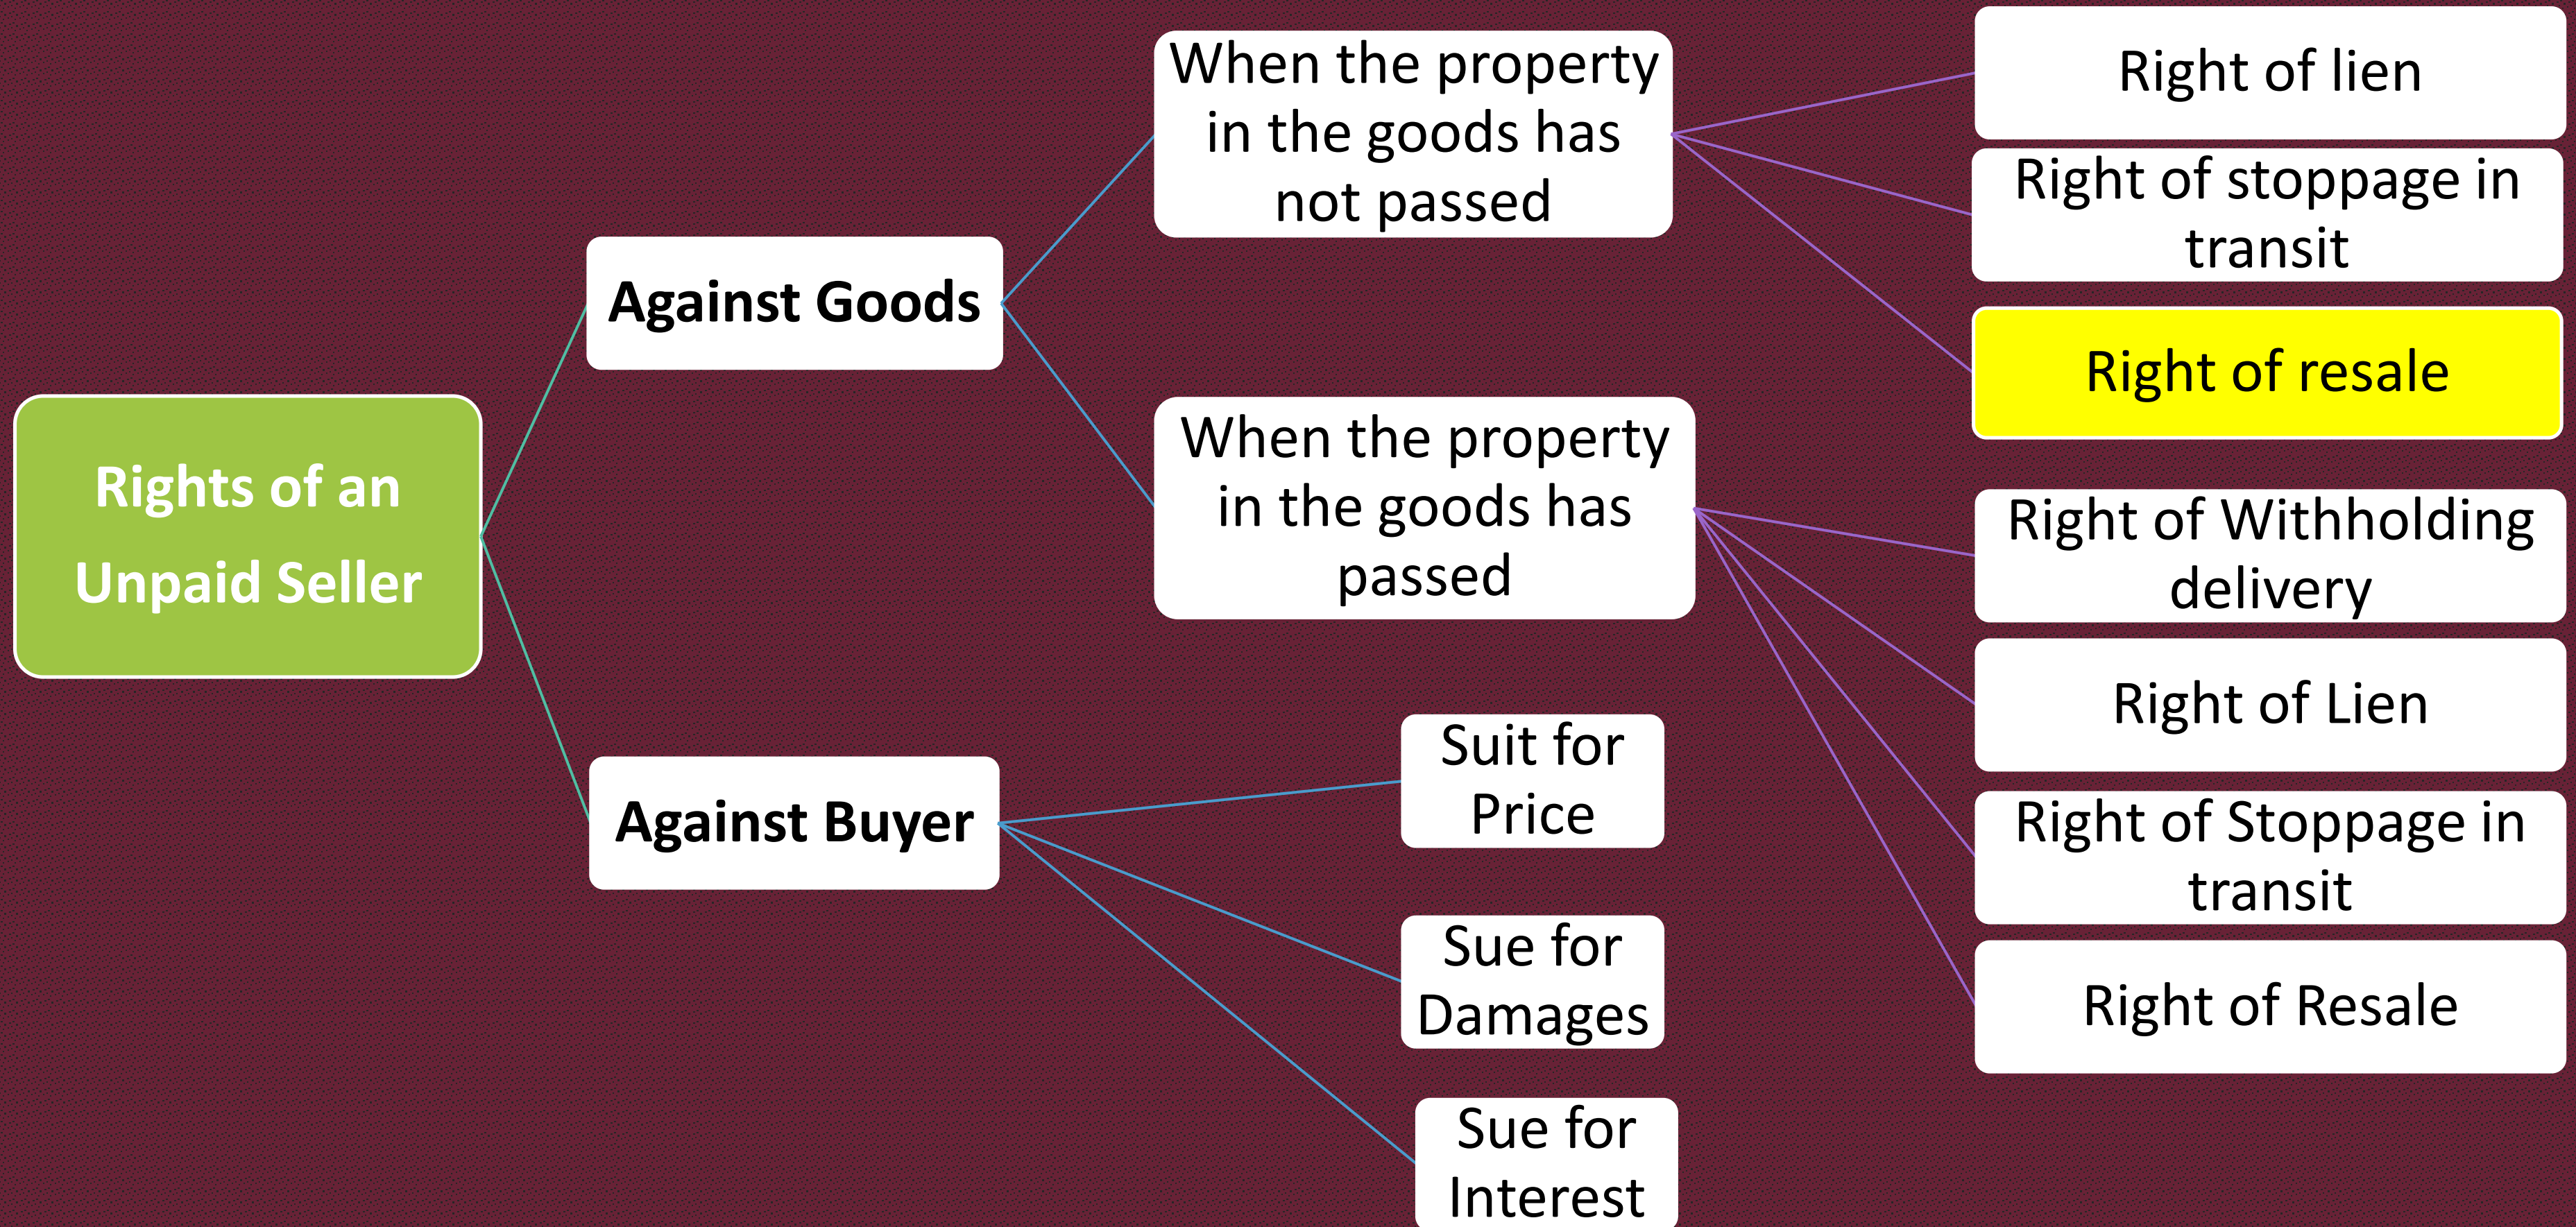 Rights of an
Unpaid Seller
Against Goods
When the property
in the goods has
not passed
Right of lien
Right of stoppage in
transit
Right of resale
When the property
in the goods has
passed
Right of Withholding
delivery
Right of Lien
Right of Stoppage in
transit
Right of Resale
Against Buyer
Suit for
Price
Sue for
Damages
Sue for
Interest